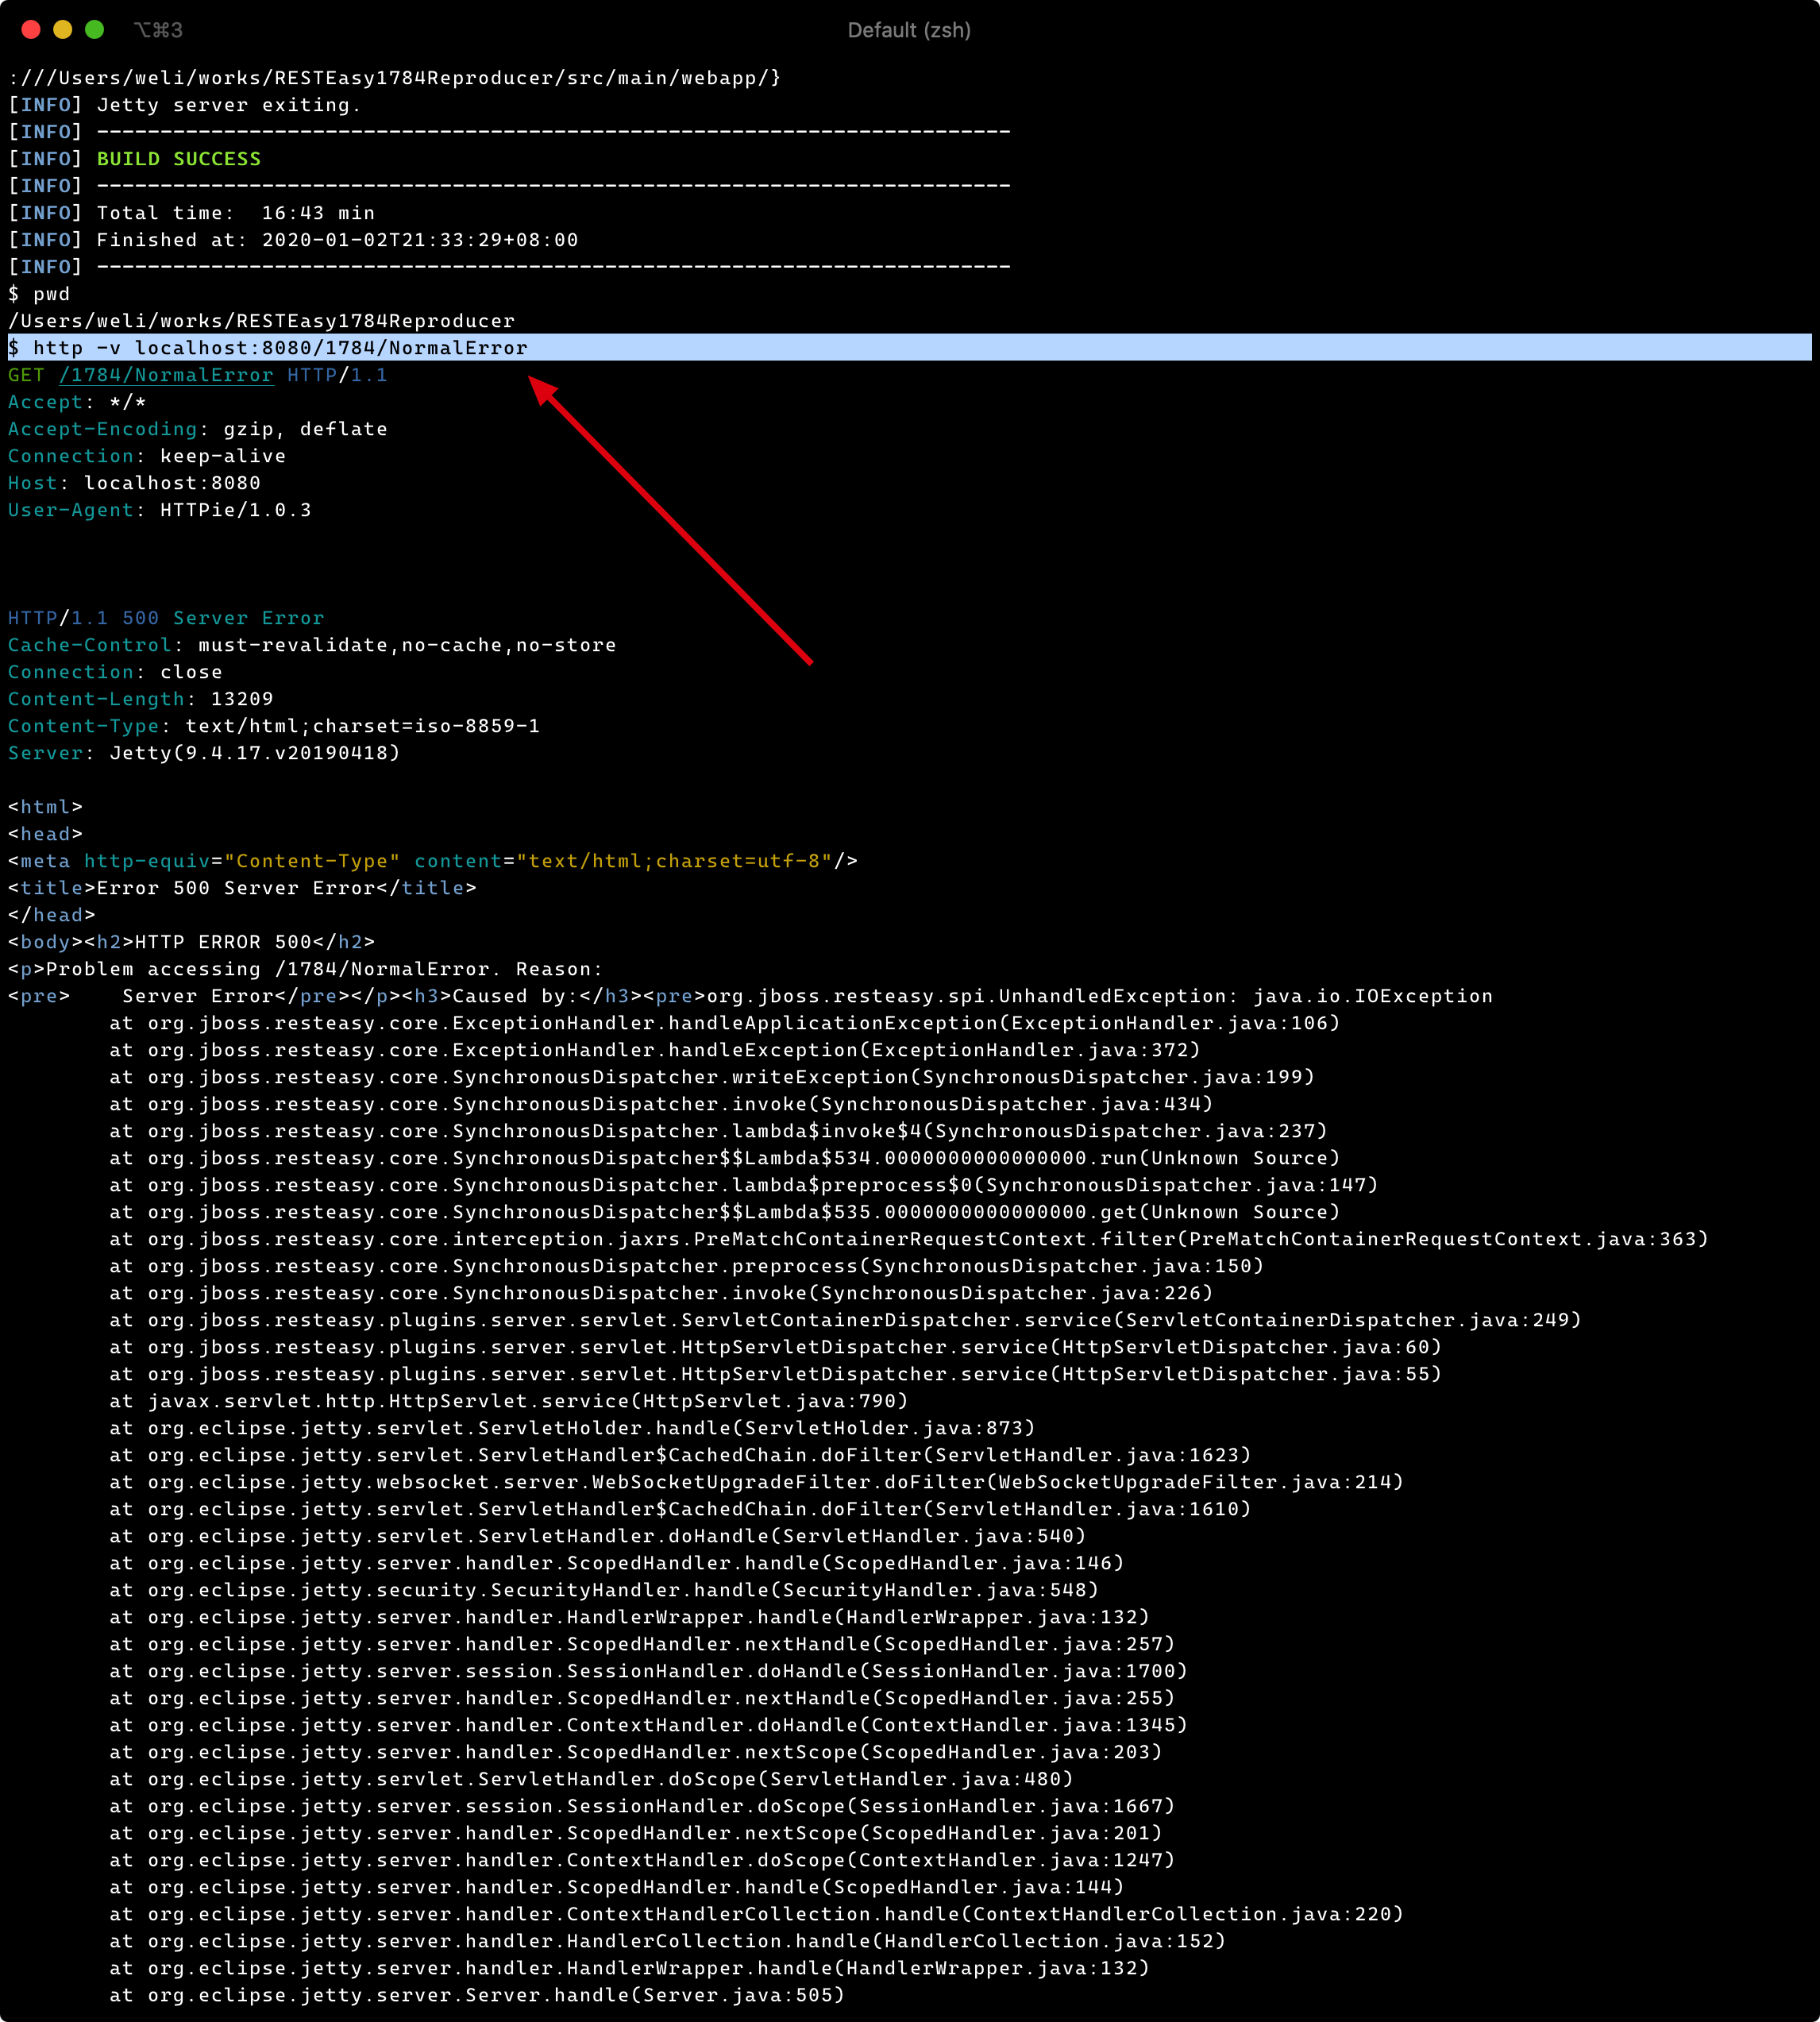 ⌥⌘3
Default (zsh)
:///Users/weli/works/RESTEasy1784Reproducer/src/main/webapp/}
[INFO] Jetty server exiting.
[INFO] ------------------------------------------------------------------------
[INFO] BUILD SUCCESS
[INFO] ------------------------------------------------------------------------
[INFO] Total time:  16:43 min
[INFO] Finished at: 2020-01-02T21:33:29+08:00
[INFO] ------------------------------------------------------------------------
$ pwd
/Users/weli/works/RESTEasy1784Reproducer
$ http -v localhost:8080/1784/NormalError
GET /1784/NormalError HTTP/1.1
Accept: */*
Accept-Encoding: gzip, deflate
Connection: keep-alive
Host: localhost:8080
User-Agent: HTTPie/1.0.3
HTTP/1.1 500 Server Error
Cache-Control: must-revalidate,no-cache,no-store
Connection: close
Content-Length: 13209
Content-Type: text/html;charset=iso-8859-1
Server: Jetty(9.4.17.v20190418)
<html>
<head>
<meta http-equiv="Content-Type" content="text/html;charset=utf-8"/>
<title>Error 500 Server Error</title>
</head>
<body><h2>HTTP ERROR 500</h2>
<p>Problem accessing /1784/NormalError. Reason:
<pre>    Server Error</pre></p><h3>Caused by:</h3><pre>org.jboss.resteasy.spi.UnhandledException: java.io.IOException
        at org.jboss.resteasy.core.ExceptionHandler.handleApplicationException(ExceptionHandler.java:106)
        at org.jboss.resteasy.core.ExceptionHandler.handleException(ExceptionHandler.java:372)
        at org.jboss.resteasy.core.SynchronousDispatcher.writeException(SynchronousDispatcher.java:199)
        at org.jboss.resteasy.core.SynchronousDispatcher.invoke(SynchronousDispatcher.java:434)
        at org.jboss.resteasy.core.SynchronousDispatcher.lambda$invoke$4(SynchronousDispatcher.java:237)
        at org.jboss.resteasy.core.SynchronousDispatcher$$Lambda$534.0000000000000000.run(Unknown Source)
        at org.jboss.resteasy.core.SynchronousDispatcher.lambda$preprocess$0(SynchronousDispatcher.java:147)
        at org.jboss.resteasy.core.SynchronousDispatcher$$Lambda$535.0000000000000000.get(Unknown Source)
        at org.jboss.resteasy.core.interception.jaxrs.PreMatchContainerRequestContext.filter(PreMatchContainerRequestContext.java:363)
        at org.jboss.resteasy.core.SynchronousDispatcher.preprocess(SynchronousDispatcher.java:150)
        at org.jboss.resteasy.core.SynchronousDispatcher.invoke(SynchronousDispatcher.java:226)
        at org.jboss.resteasy.plugins.server.servlet.ServletContainerDispatcher.service(ServletContainerDispatcher.java:249)
        at org.jboss.resteasy.plugins.server.servlet.HttpServletDispatcher.service(HttpServletDispatcher.java:60)
        at org.jboss.resteasy.plugins.server.servlet.HttpServletDispatcher.service(HttpServletDispatcher.java:55)
        at javax.servlet.http.HttpServlet.service(HttpServlet.java:790)
        at org.eclipse.jetty.servlet.ServletHolder.handle(ServletHolder.java:873)
        at org.eclipse.jetty.servlet.ServletHandler$CachedChain.doFilter(ServletHandler.java:1623)
        at org.eclipse.jetty.websocket.server.WebSocketUpgradeFilter.doFilter(WebSocketUpgradeFilter.java:214)
        at org.eclipse.jetty.servlet.ServletHandler$CachedChain.doFilter(ServletHandler.java:1610)
        at org.eclipse.jetty.servlet.ServletHandler.doHandle(ServletHandler.java:540)
        at org.eclipse.jetty.server.handler.ScopedHandler.handle(ScopedHandler.java:146)
        at org.eclipse.jetty.security.SecurityHandler.handle(SecurityHandler.java:548)
        at org.eclipse.jetty.server.handler.HandlerWrapper.handle(HandlerWrapper.java:132)
        at org.eclipse.jetty.server.handler.ScopedHandler.nextHandle(ScopedHandler.java:257)
        at org.eclipse.jetty.server.session.SessionHandler.doHandle(SessionHandler.java:1700)
        at org.eclipse.jetty.server.handler.ScopedHandler.nextHandle(ScopedHandler.java:255)
        at org.eclipse.jetty.server.handler.ContextHandler.doHandle(ContextHandler.java:1345)
        at org.eclipse.jetty.server.handler.ScopedHandler.nextScope(ScopedHandler.java:203)
        at org.eclipse.jetty.servlet.ServletHandler.doScope(ServletHandler.java:480)
        at org.eclipse.jetty.server.session.SessionHandler.doScope(SessionHandler.java:1667)
        at org.eclipse.jetty.server.handler.ScopedHandler.nextScope(ScopedHandler.java:201)
        at org.eclipse.jetty.server.handler.ContextHandler.doScope(ContextHandler.java:1247)
        at org.eclipse.jetty.server.handler.ScopedHandler.handle(ScopedHandler.java:144)
        at org.eclipse.jetty.server.handler.ContextHandlerCollection.handle(ContextHandlerCollection.java:220)
        at org.eclipse.jetty.server.handler.HandlerCollection.handle(HandlerCollection.java:152)
        at org.eclipse.jetty.server.handler.HandlerWrapper.handle(HandlerWrapper.java:132)
        at org.eclipse.jetty.server.Server.handle(Server.java:505)